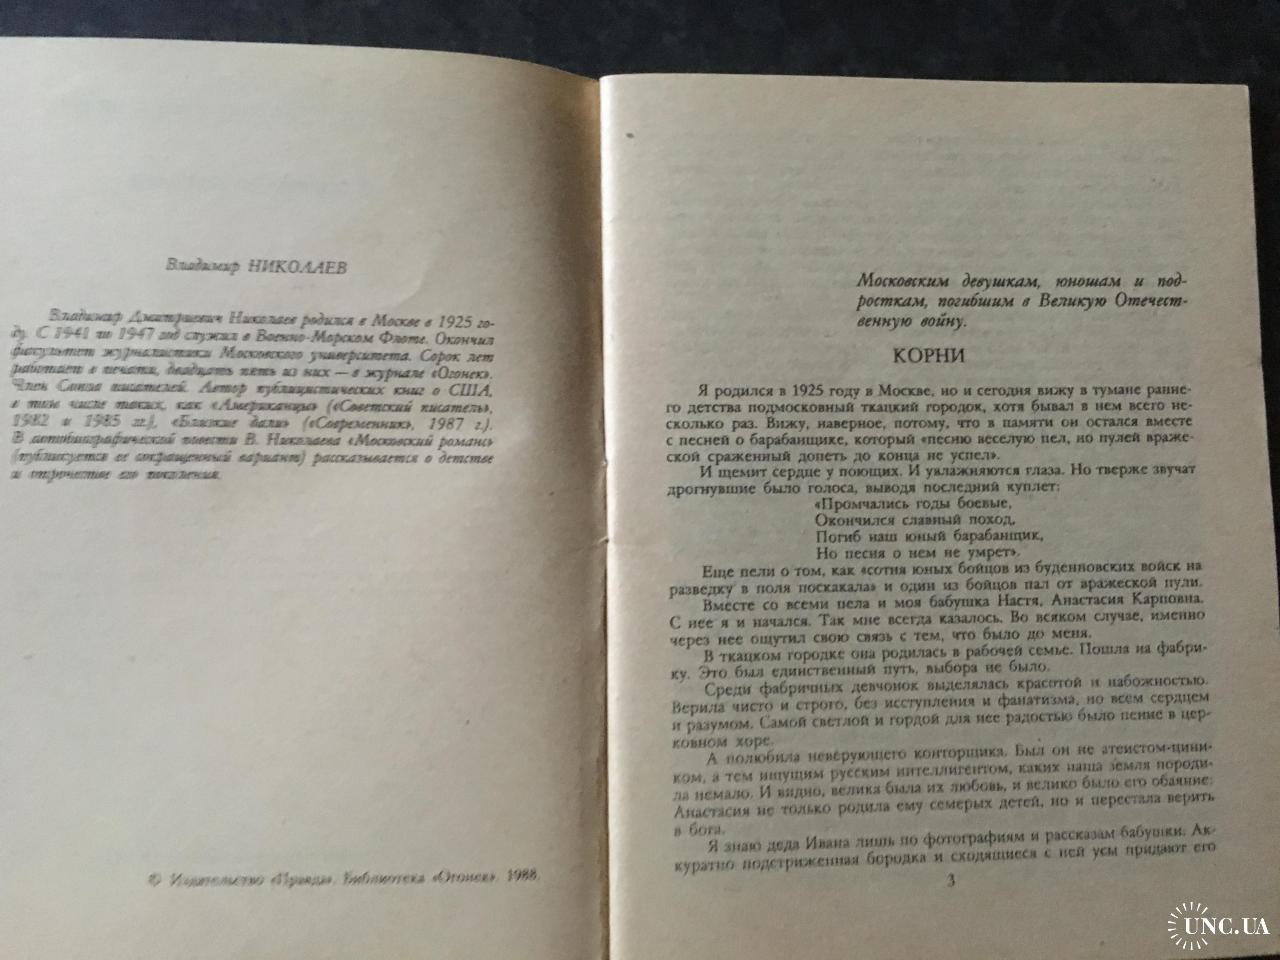 Владимир НИКОЛАЕВ
Владимир Дмитриевич Николаев родился в Москве в 1925 го-
ду. С 1941 по 1947 год служил в Военно-Морском Флоте. Окончил
факультет журналистики Московского университета. Сорок лет
работает в печати, двадцать пять из них — в журнале «Огонек».
Член Союза писателей. Автор публицистических книг о США,
в том числе таких, как «Американцы» («Советский писатель»,
1982 и 1985 гг.), «Близкие дали» («Современник», 1987 г.).
В автобиографической повести В. Николаева «Московский роман»
(публикуется ее сокращенный вариант) рассказывается о детстве
и отрочестве его поколения.
© Издательство «Правда». Библиотека «Огонек». 1988.
Московским девушкам, юношам и под-
росткам, погибшим в Великую Отечест-
венную войну.
КОРНИ
Я родился в 1925 году в Москве, но и сегодня вижу в тумане ранне-
го детства подмосковный ткацкий городок, хотя бывал в нем всего не-
сколько раз. Вижу, наверное, потому, что в памяти он остался вместе
с песней о барабанщике, который «песню веселую пел, но пулей враже-
ской сраженный допеть до конца не успел».
И щемит сердце у поющих. И увлажняются глаза. Но тверже звучат
дрогнувшие было голоса, выводя последний куплет:
«Промчались годы боевые,
Окончился славный поход,
Погиб наш юный барабанщик,
Но песня о нем не умрет».
Еще пели о том, как «сотня юных бойцов из буденновских войск на
разведку в поля поскакала» и один из бойцов пал от вражеской пули.
Вместе со всеми пела и моя бабушка Настя, Анастасия Карповна.
С нее я и начался. Так мне всегда казалось. Во всяком случае, именно
через нее ощутил свою связь с тем, что было до меня.
В ткацком городке она родилась в рабочей семье. Пошла на фабри-
ку. Это был единственный путь, выбора не было.
Среди фабричных девчонок выделялась красотой и набожностью.
Верила чисто и строго, без исступления и фанатизма, но всем сердцем
и разумом. Самой светлой и гордой для нее радостью было пение в цер-
ковном хоре.
А полюбила неверующего конторщика. Был он не атеистом-цини-
ком, а тем ищущим русским интеллигентом, каких наша земля породи-
ла немало. И видно, велика была их любовь, и велико было его обаяние:
Анастасия не только родила ему семерых детей, но и перестала верить
в бога.
Я знаю деда Ивана лишь по фотографиям и рассказам бабушки. Ак-
куратно подстриженная бородка и сходящиеся с ней усы придают его
3
UNC.UA